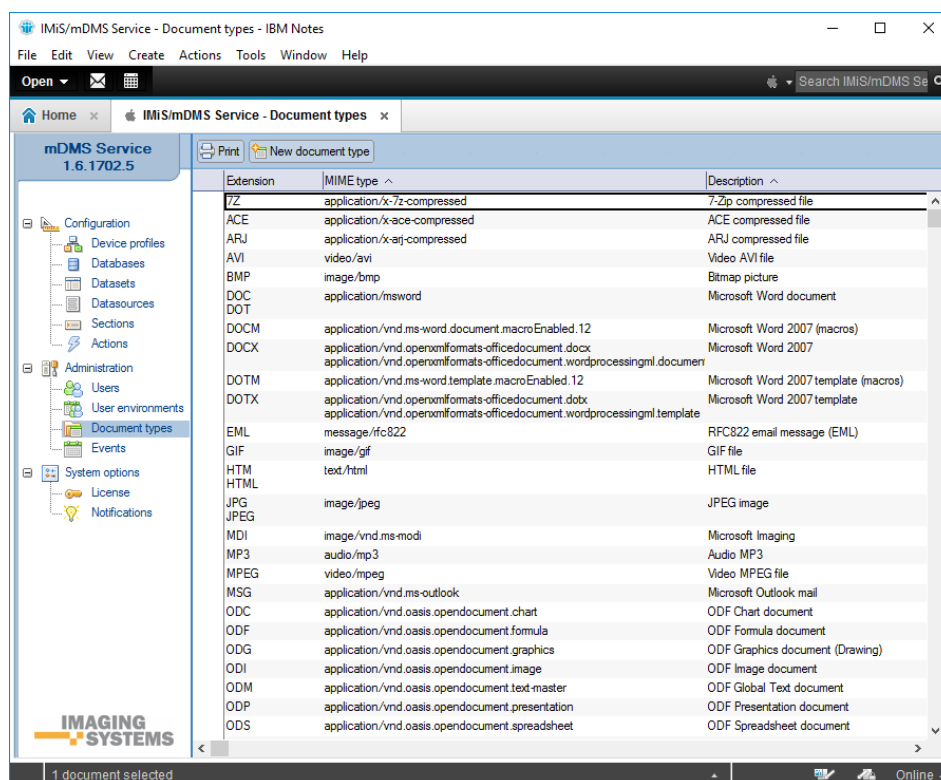 IMiS/mDMS Service - Document types - IBM Notes
File Edit View Create Actions Tools Window Help
Open
Search IMiS/mDMS Se
Home
IMiS/mDMS Service - Document types
mDMS Service
1.6.1702.5
Print
New document type
Configuration
Device profiles
Databases
Datasets
Datasources
Sections
Actions
Administration
Users
User environments
Document types
Events
System options
License
Notifications
IMAGING
SYSTEMS
Extension MIME type Description
7Z application/x-7z-compressed 7-Zip compressed file
ACE application/x-ace-compressed ACE compressed file
ARJ application/x-arj-compressed ARJ compressed file
AVI video/avi Video AVI file
BMP image/bmp Bitmap picture
DOC application/msword Microsoft Word document
DOT
DOCM application/vnd.ms-word.document.macroEnabled.12 Microsoft Word 2007 (macros)
DOCX application/vnd.openxmlformats-officedocument.docx Microsoft Word 2007
application/vnd.openxmlformats-officedocument.wordprocessingml.documen
DOTM application/vnd.ms-word.template.macroEnabled.12 Microsoft Word 2007 template (macros)
DOTX application/vnd.openxmlformats-officedocument.dotx Microsoft Word 2007 template
application/vnd.openxmlformats-officedocument.wordprocessingml.template
EML message/rfc822 RFC822 email message (EML)
GIF image/gif GIF file
HTM text/html HTML file
HTML
JPG image/jpeg JPEG image
JPEG
MDI image/vnd.ms-modi Microsoft Imaging
MP3 audio/mp3 Audio MP3
MPEG video/mpeg Video MPEG file
MSG application/vnd.ms-outlook Microsoft Outlook mail
ODC application/vnd.oasis.opendocument.chart ODF Chart document
ODF application/vnd.oasis.opendocument.formula ODF Formula document
ODG application/vnd.oasis.opendocument.graphics ODF Graphics document (Drawing)
ODI application/vnd.oasis.opendocument.image ODF Image document
ODM application/vnd.oasis.opendocument.text-master ODF Global Text document
ODP application/vnd.oasis.opendocument.presentation ODF Presentation document
ODS application/vnd.oasis.opendocument.spreadsheet ODF Spreadsheet document
1 document selected
Online